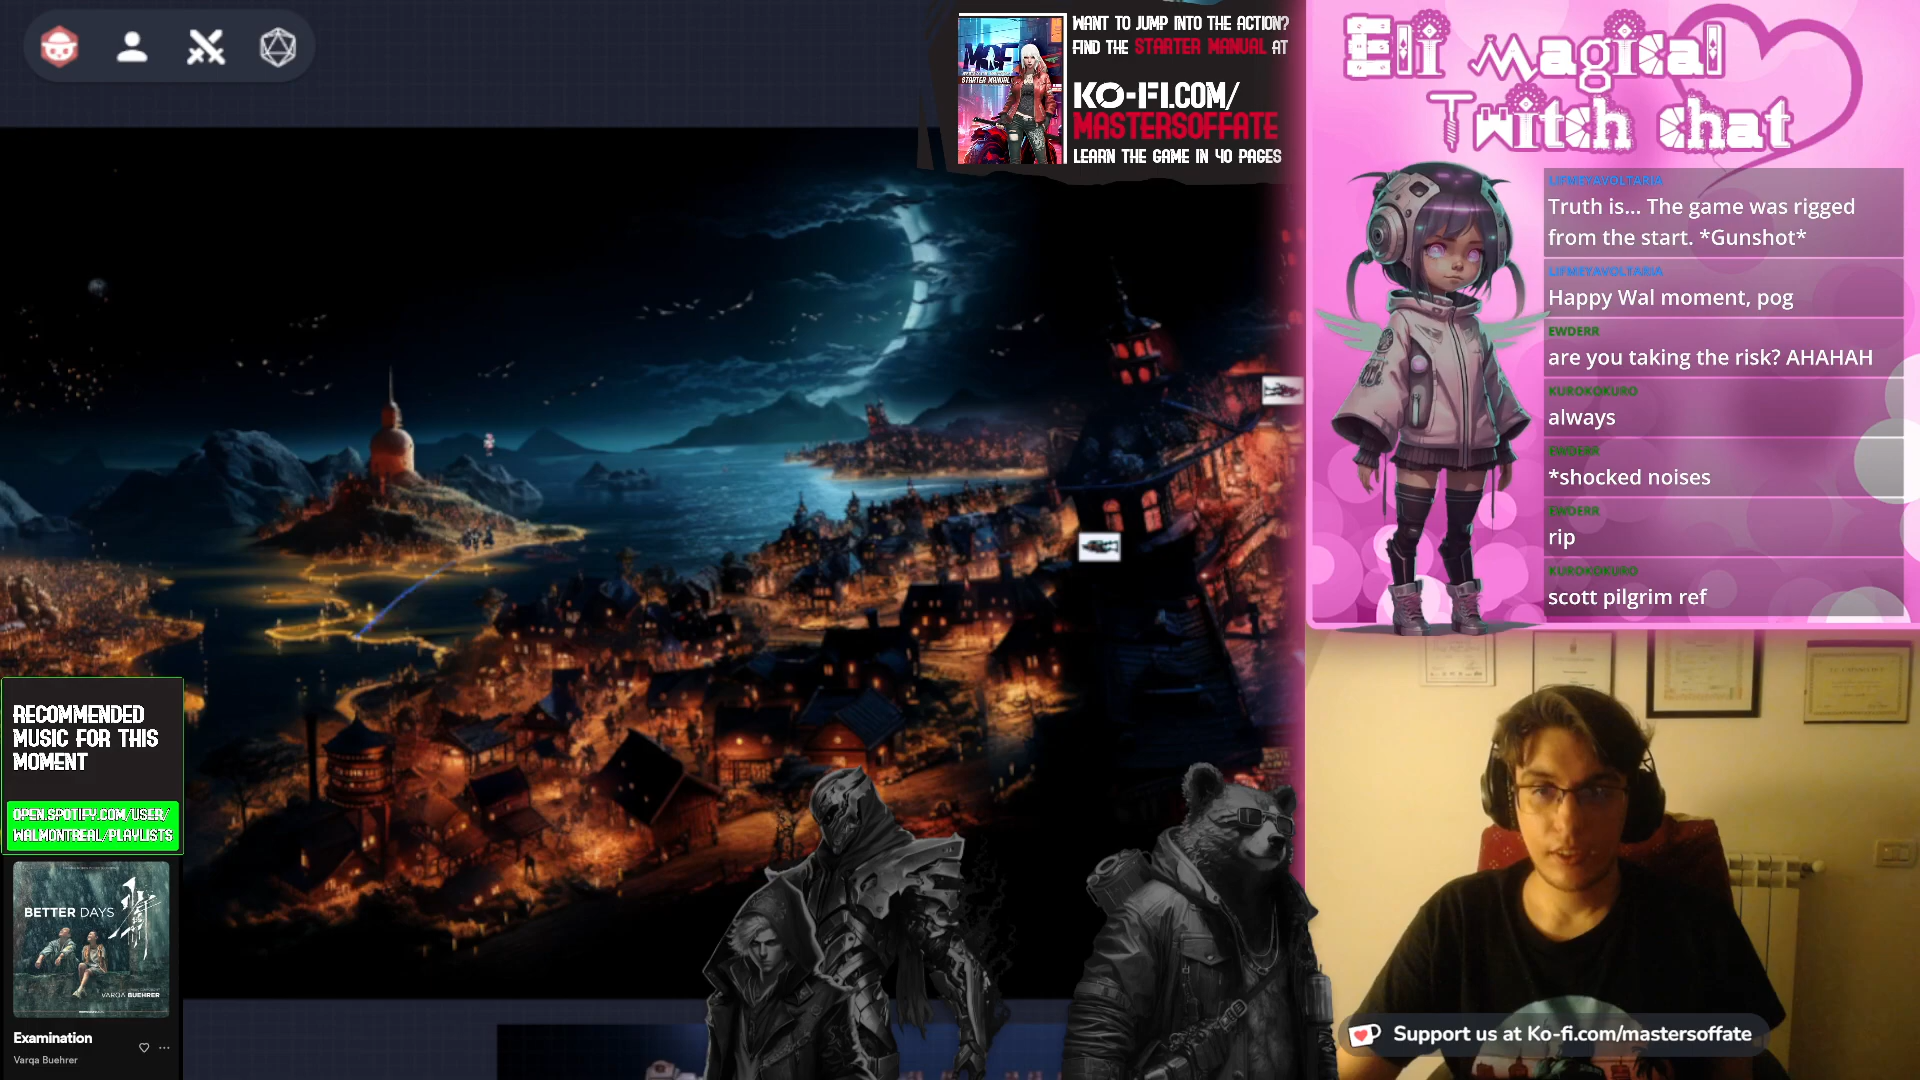 WANT TO JUMP INTO THE ACTION?
FIND THE STARTER MANUAL AT
KO-FI.COM/
MASTERSOFFATE
LEARN THE GAME IN 40 PAGES
MOF
STARTER MANUAL
Eli Magical
Twitch chat
LIFMEYAVOLTARIA
Truth is... The game was rigged
from the start. *Gunshot*
LIFMEYAVOLTARIA
Happy Wal moment, pog
EWDERR
are you taking the risk? AHAHAH
KUROKOKURO
always
EWDERR
*shocked noises
EWDERR
rip
KUROKOKURO
scott pilgrim ref
RECOMMENDED
MUSIC FOR THIS
MOMENT
OPEN.SPOTIFY.COM/USER/
WALMONTREAL/PLAYLISTS
BETTER DAYS
VARQA BUEHRER
Examination
Varqa Buehrer
Support us at Ko-fi.com/mastersoffate